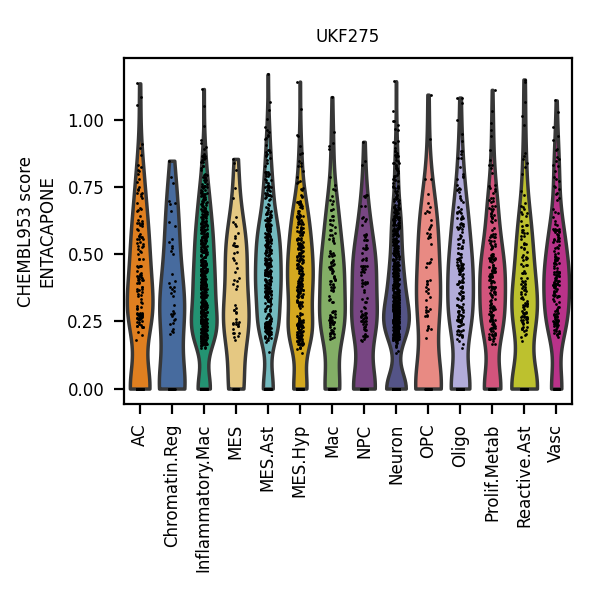 UKF275
CHEMBL953 score
ENTACAPONE
1.00
0.75
0.50
0.25
0.00
AC
Chromatin.Reg
Inflammatory.Mac
MES
MES.Ast
MES.Hyp
Mac
NPC
Neuron
OPC
Oligo
Prolif.Metab
Reactive.Ast
Vasc